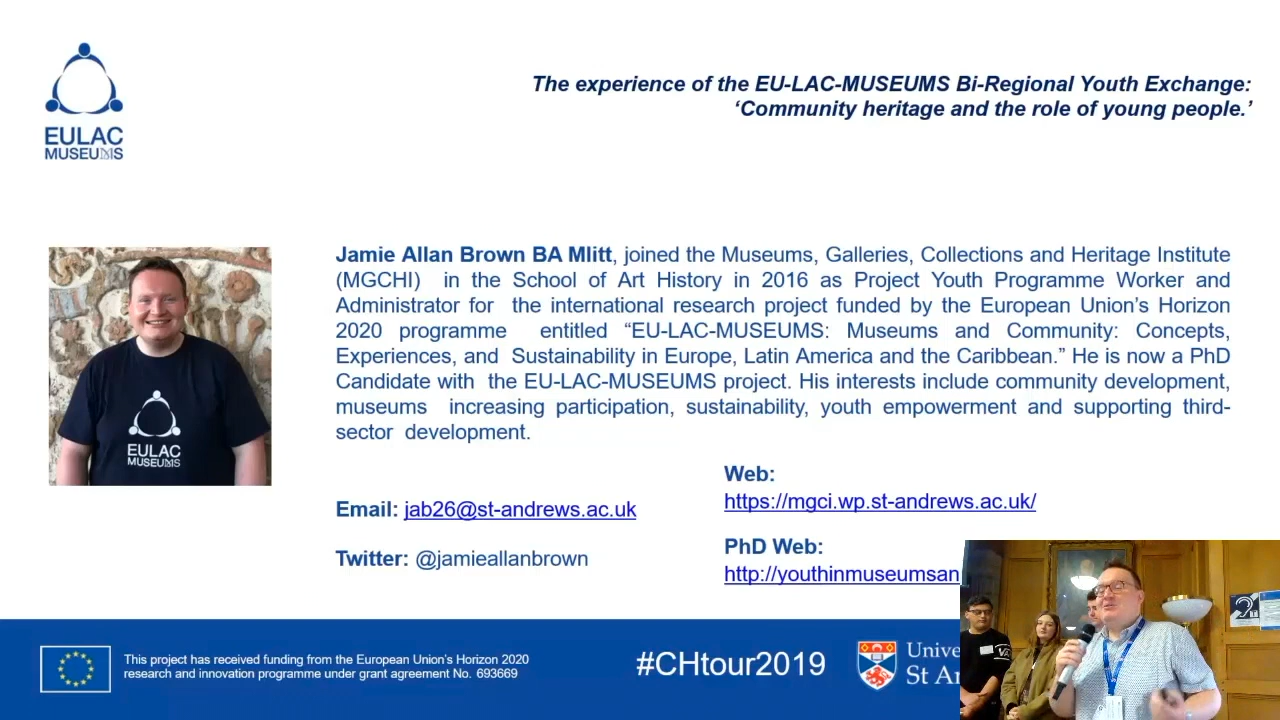 The experience of the EU-LAC-MUSEUMS Bi-Regional Youth Exchange:
‘Community heritage and the role of young people.’
EULAC
MUSEUMS
Jamie Allan Brown BA Mlitt, joined the Museums, Galleries, Collections and Heritage Institute
(MGCHI) in the School of Art History in 2016 as Project Youth Programme Worker and
Administrator for the international research project funded by the European Union’s Horizon
2020 programme entitled “EU-LAC-MUSEUMS: Museums and Community: Concepts,
Experiences, and Sustainability in Europe, Latin America and the Caribbean.” He is now a PhD
Candidate with the EU-LAC-MUSEUMS project. His interests include community development,
museums increasing participation, sustainability, youth empowerment and supporting third-
sector development.
EULAC
MUSEUMS
Email: jab26@st-andrews.ac.uk
Twitter: @jamieallanbrown
Web:
https://mgci.wp.st-andrews.ac.uk/
PhD Web:
http://youthinmuseumsan
This project has received funding from the European Union’s Horizon 2020
research and innovation programme under grant agreement No. 693669
#CHtour2019
Unive
St A